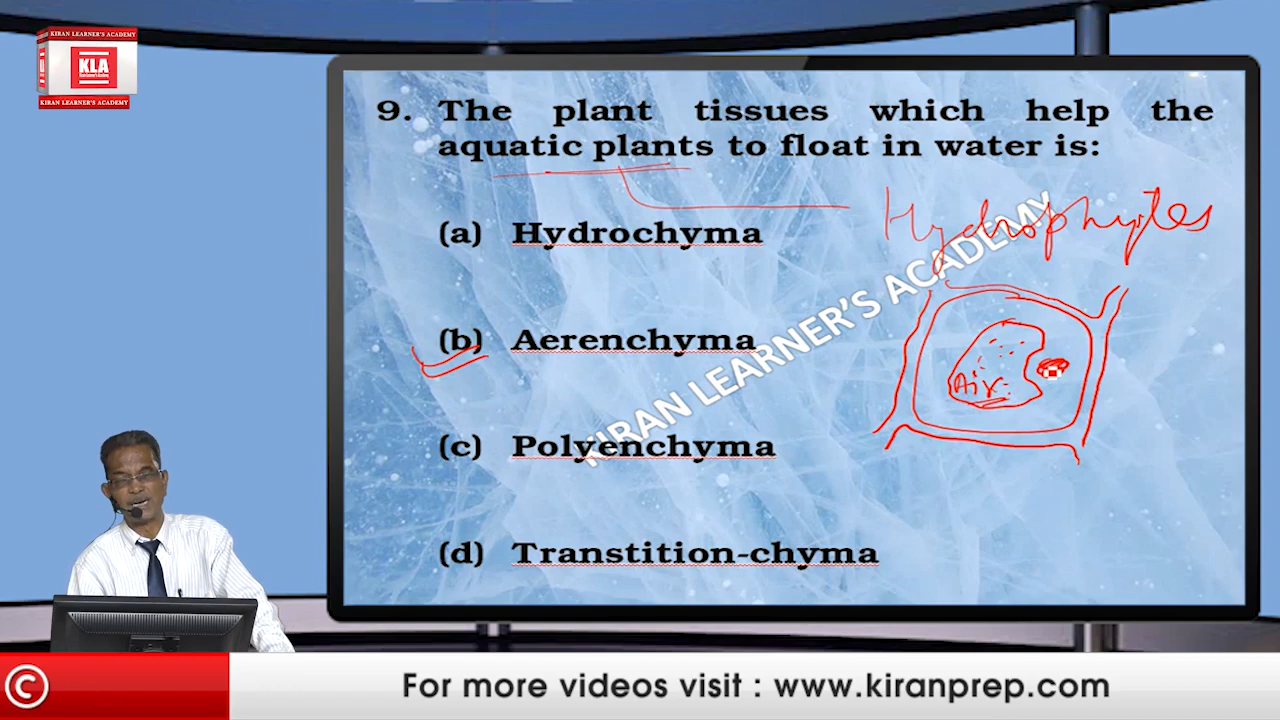 KIRAN LEARNER'S ACADEMY
KLA
KIRAN LEARNER'S ACADEMY
9. The plant tissues which help the
aquatic plants to float in water is:
Hydrophytes
(a) Hydrochyma
(b) Aerenchyma
Air
(c) Polyenchyma
(d) Transtition-chyma
KIRAN LEARNER'S ACADEMY
©
For more videos visit : www.kiranprep.com